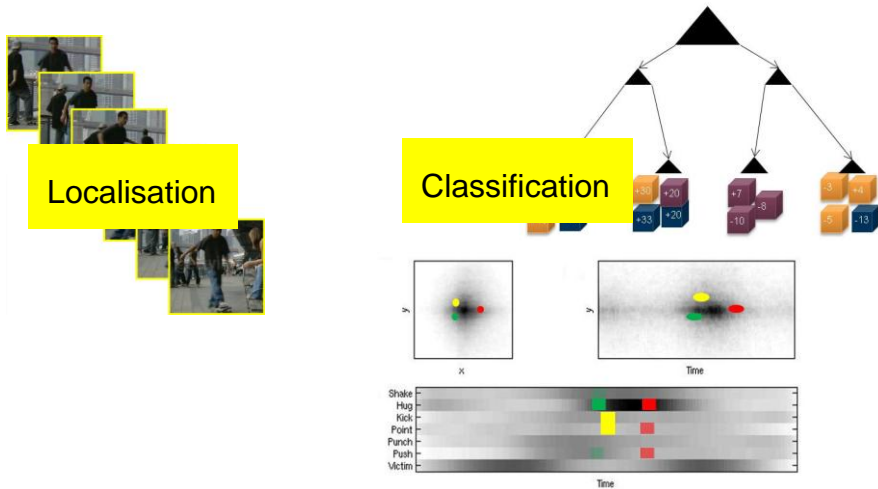 Localisation
Classification
+30 +20
+33 +20
+7
-8
-10
-3 +4
-5 -13
y
x
y
Time
Shake
Hug
Kick
Point
Punch
Push
Victim
Time